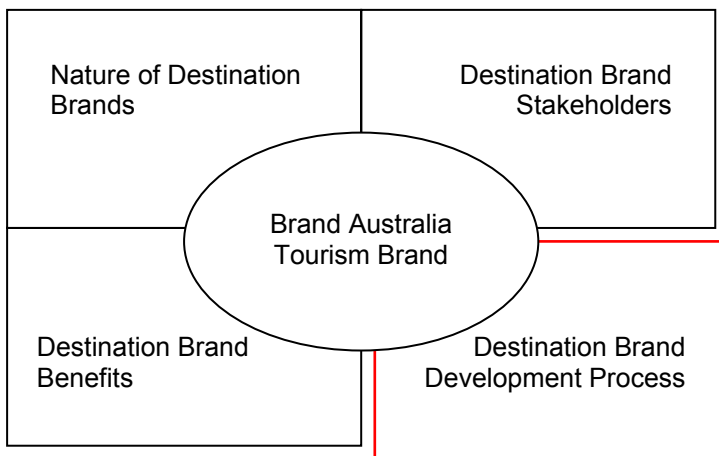 Nature of Destination
Brands
Destination Brand
Stakeholders
Brand Australia
Tourism Brand
Destination Brand
Benefits
Destination Brand
Development Process